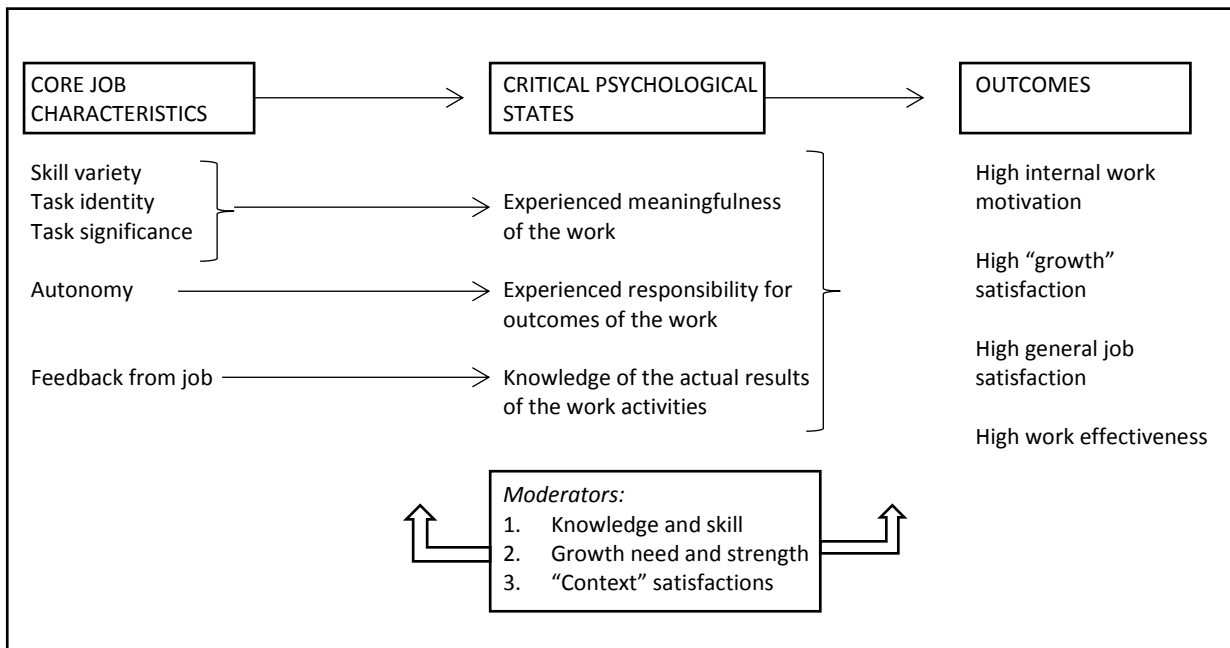 CORE JOB
CHARACTERISTICS
CRITICAL PSYCHOLOGICAL
STATES
OUTCOMES
Skill variety
Task identity
Task significance
Experienced meaningfulness
of the work
Autonomy
Experienced responsibility for
outcomes of the work
Feedback from job
Knowledge of the actual results
of the work activities
High internal work
motivation
High “growth”
satisfaction
High general job
satisfaction
High work effectiveness
Moderators:
1. Knowledge and skill
2. Growth need and strength
3. “Context” satisfactions